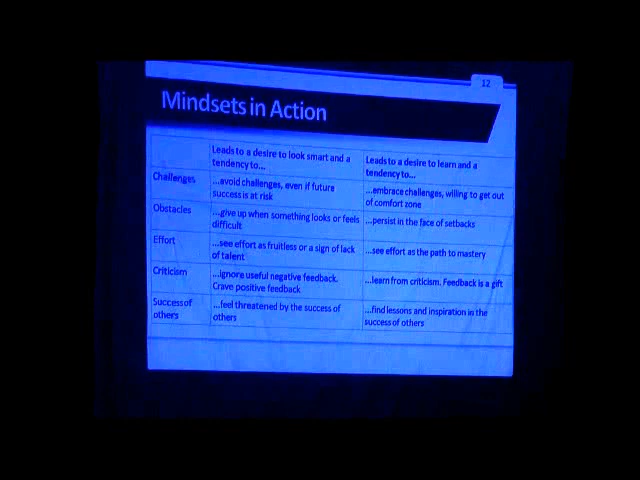 12
Mindsets in Action
Leads to a desire to look smart and a
tendency to...
Leads to a desire to learn and a
tendency to...
Challenges
...avoid challenges, even if future
success is at risk
...embrace challenges, willing to get out
of comfort zone
Obstacles
...give up when something looks or feels
difficult
...persist in the face of setbacks
Effort
...see effort as fruitless or a sign of lack
of talent
...see effort as the path to mastery
Criticism
...ignore useful negative feedback.
Crave positive feedback
...learn from criticism. Feedback is a gift
Success of
others
...feel threatened by the success of
others
...find lessons and inspiration in the
success of others